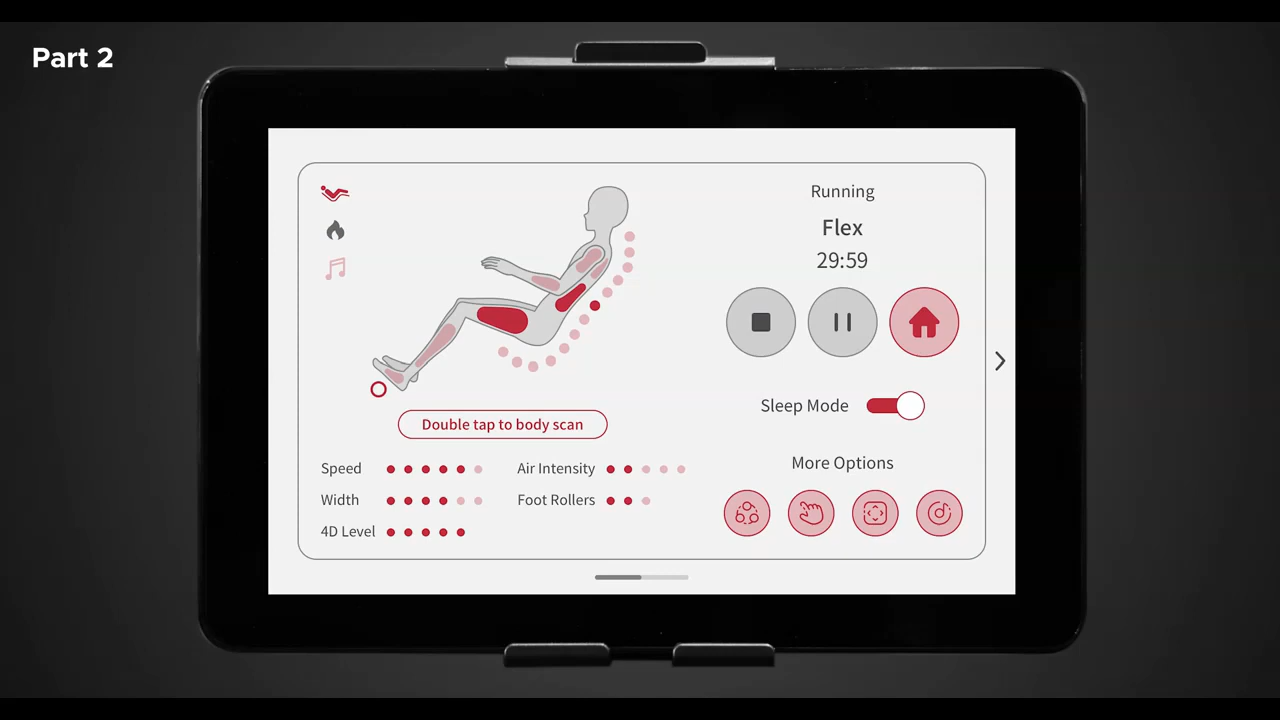 Part 2
Running
Flex
29:59
Sleep Mode
Double tap to body scan
Speed
Air Intensity
Width
Foot Rollers
4D Level
More Options